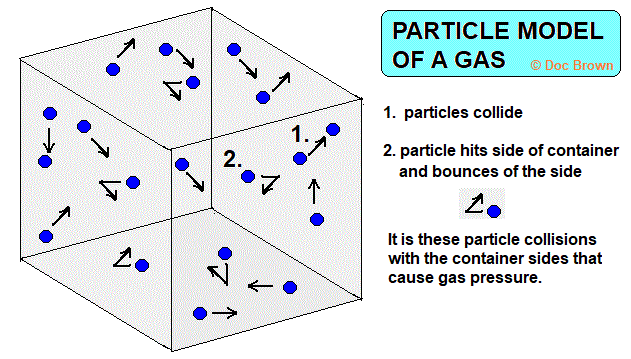 PARTICLE MODEL
OF A GAS © Doc Brown
1. particles collide
1.
2.
2. particle hits side of container
and bounces of the side
It is these particle collisions
with the container sides that
cause gas pressure.